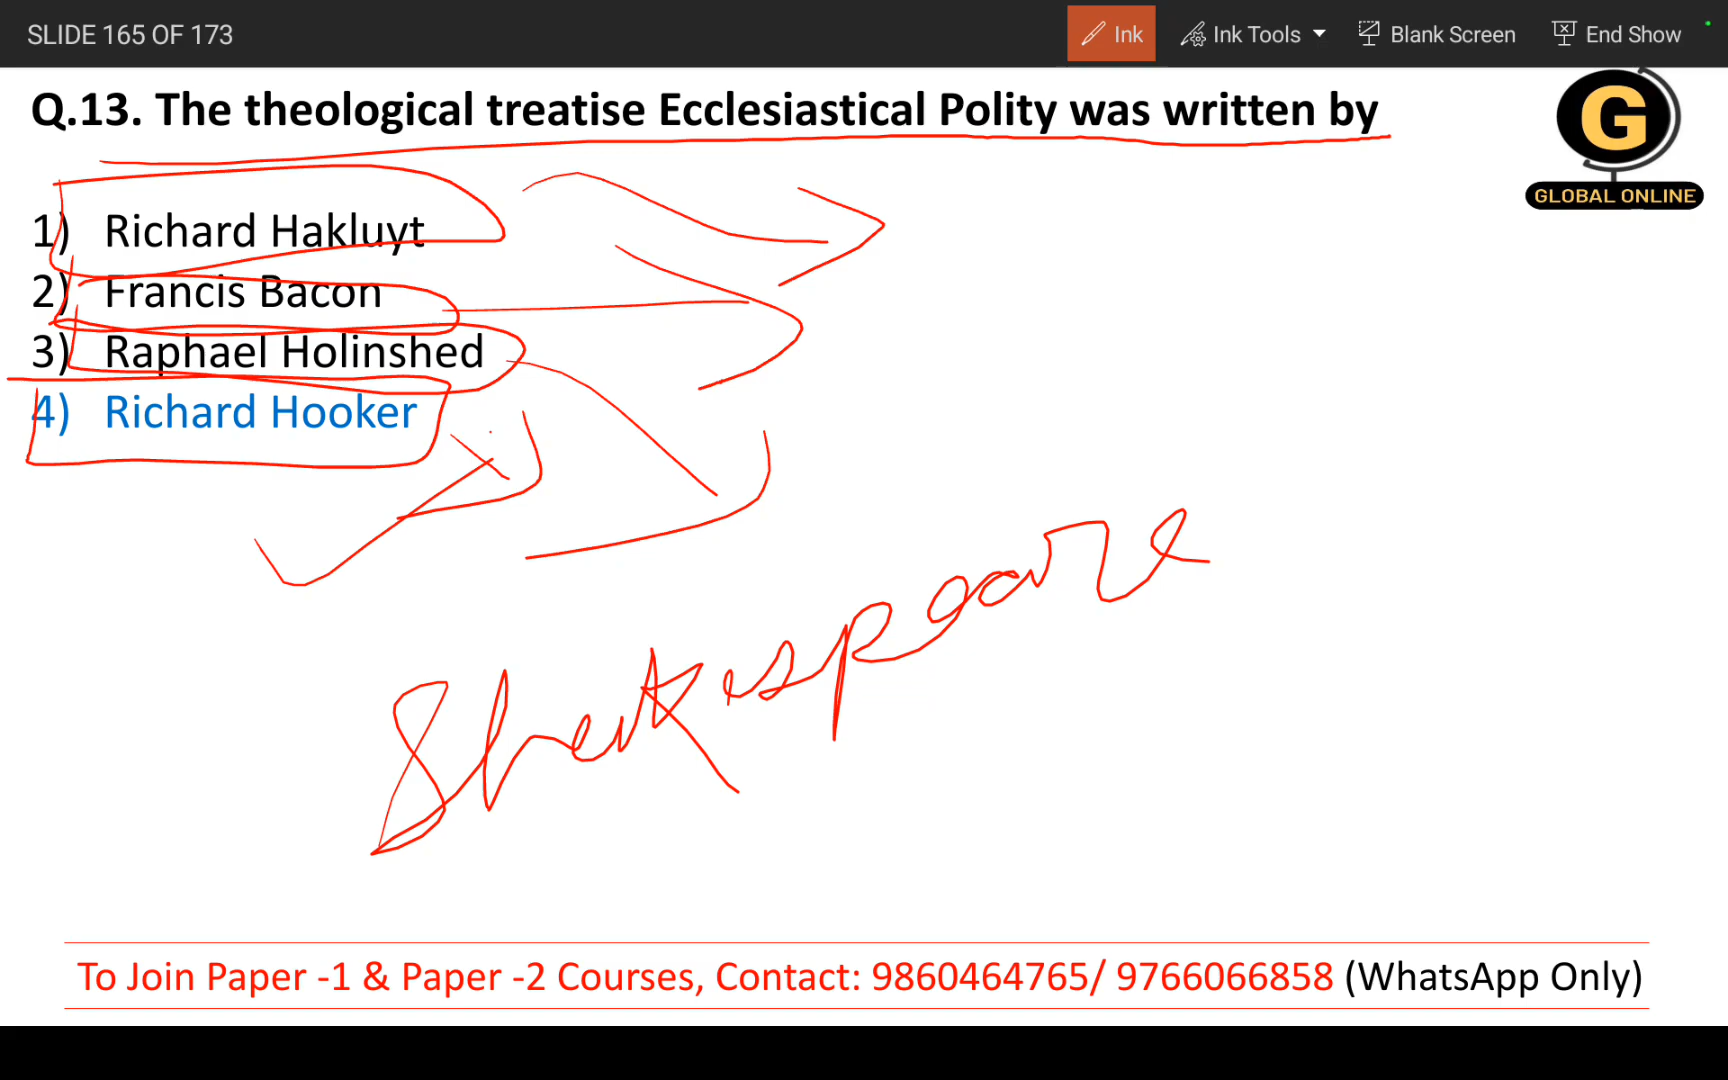 SLIDE 165 OF 173
Ink
Ink Tools
Blank Screen
End Show
Q.13. The theological treatise Ecclesiastical Polity was written by
G
GLOBAL ONLINE
1) Richard Hakluyt
2) Francis Bacon
3) Raphael Holinshed
4) Richard Hooker
Shakespeare
To Join Paper -1 & Paper -2 Courses, Contact: 9860464765/ 9766066858 (WhatsApp Only)